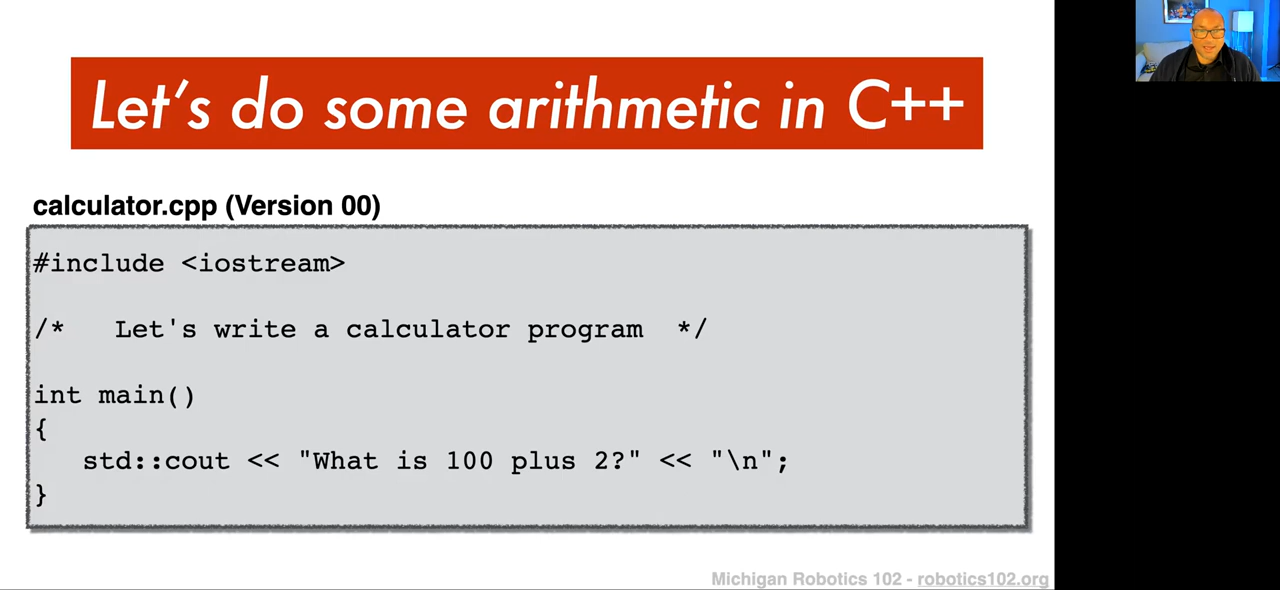 Let's do some arithmetic in C++
calculator.cpp (Version 00)
#include <iostream>
/*   Let's write a calculator program  */
int main()
{
   std::cout << "What is 100 plus 2?" << "\n";
}
Michigan Robotics 102 - robotics102.org